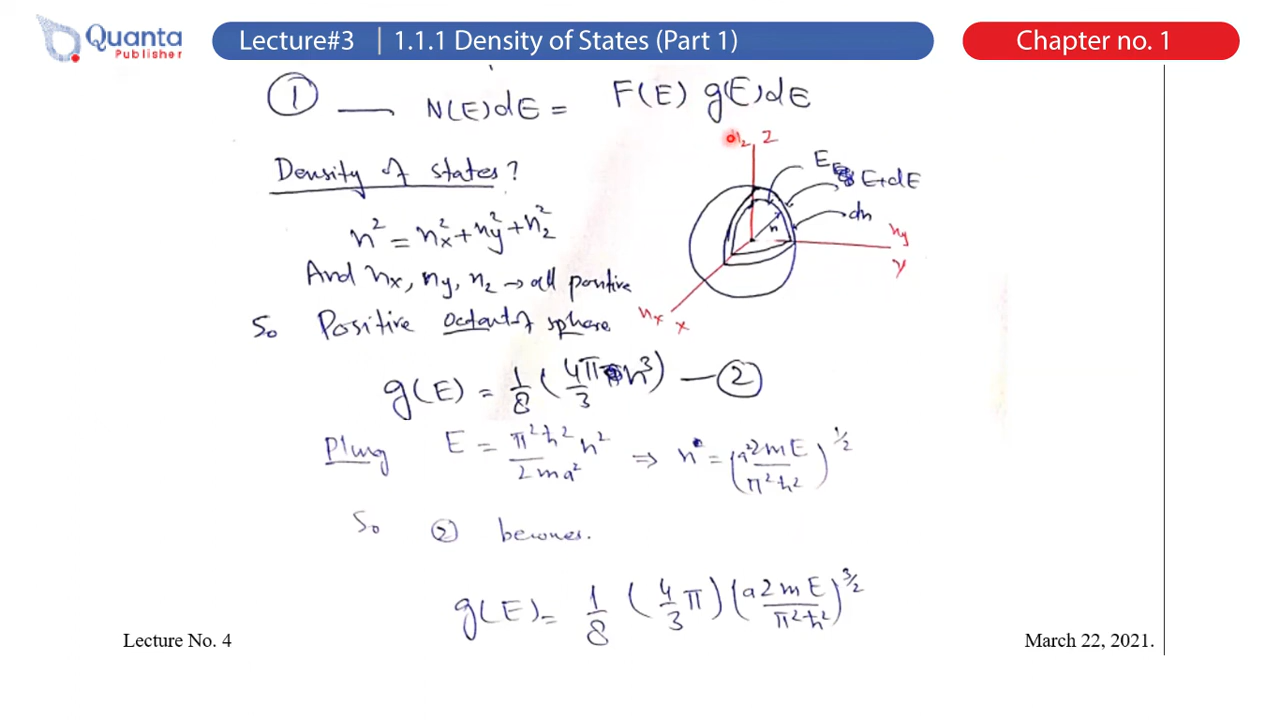 Quanta
Publisher
Lecture#3 | 1.1.1 Density of States (Part 1)
Chapter no. 1
① — N(E)dE = F(E) g(E)dE
Density of states?
n² = nx² + ny² + nz²
And nx, ny, nz → all positive
So Positive octant of sphere
nz z
E
E+dE
dn
n
ny
y
nx x
g(E) = 1/8 (4π/3 n³) — ②
E = π²ħ²/2ma² n² ⇒ n = (a²2mE/π²ħ²)^1/2
So ② becomes.
g(E) = 1/8 (4/3 π) (a2mE/π²ħ²)^3/2
Lecture No. 4
March 22, 2021.